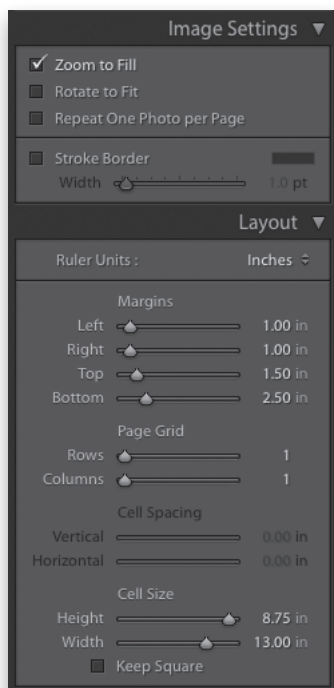 Image Settings
Zoom to Fill
Rotate to Fit
Repeat One Photo per Page
Stroke Border
Width 1.0 pt
Layout
Ruler Units : Inches
Margins
Left 1.00 in
Right 1.00 in
Top 1.50 in
Bottom 2.50 in
Page Grid
Rows 1
Columns 1
Cell Spacing
Vertical 0.00 in
Horizontal 0.00 in
Cell Size
Height 8.75 in
Width 13.00 in
Keep Square